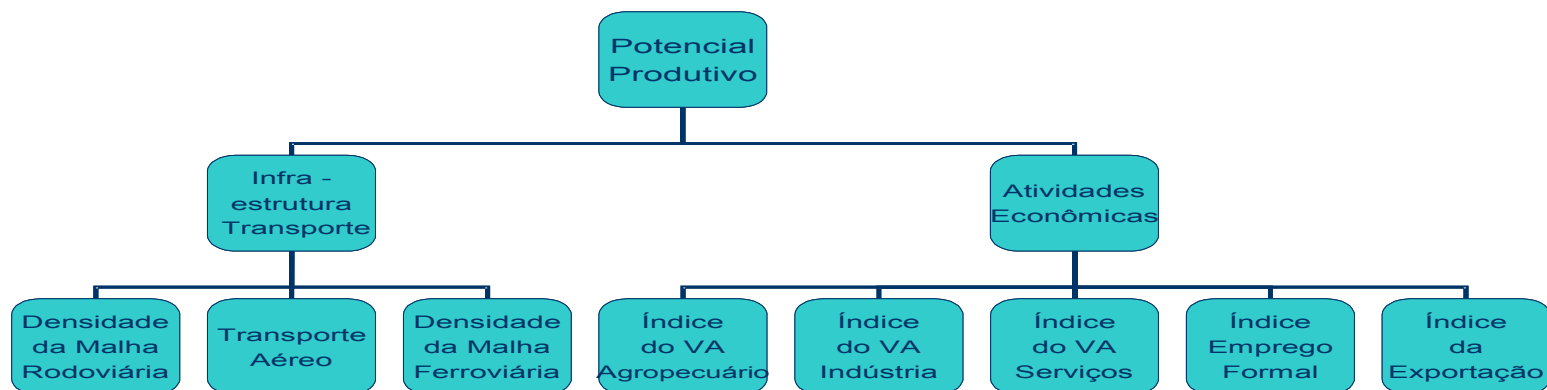 Potencial
Produtivo
Infra -
estrutura
Transporte
Atividades
Econômicas
Densidade
da Malha
Rodoviária
Transporte
Aéreo
Densidade
da Malha
Ferroviária
Índice
do VA
Agropecuário
Índice
do VA
Indústria
Índice
do VA
Serviços
Índice
Emprego
Formal
Índice
da
Exportação